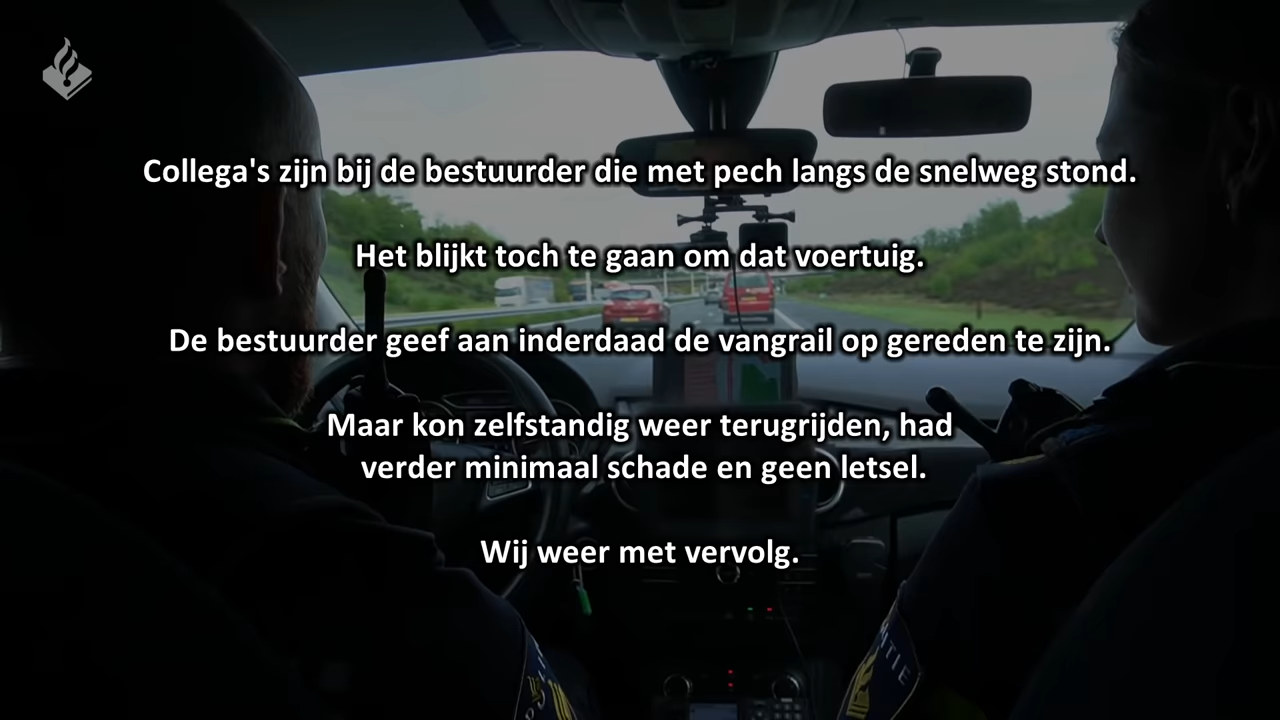 Collega's zijn bij de bestuurder die met pech langs de snelweg stond.
Het blijkt toch te gaan om dat voertuig.
De bestuurder geef aan inderdaad de vangrail op gereden te zijn.
Maar kon zelfstandig weer terugrijden, had
verder minimaal schade en geen letsel.
Wij weer met vervolg.